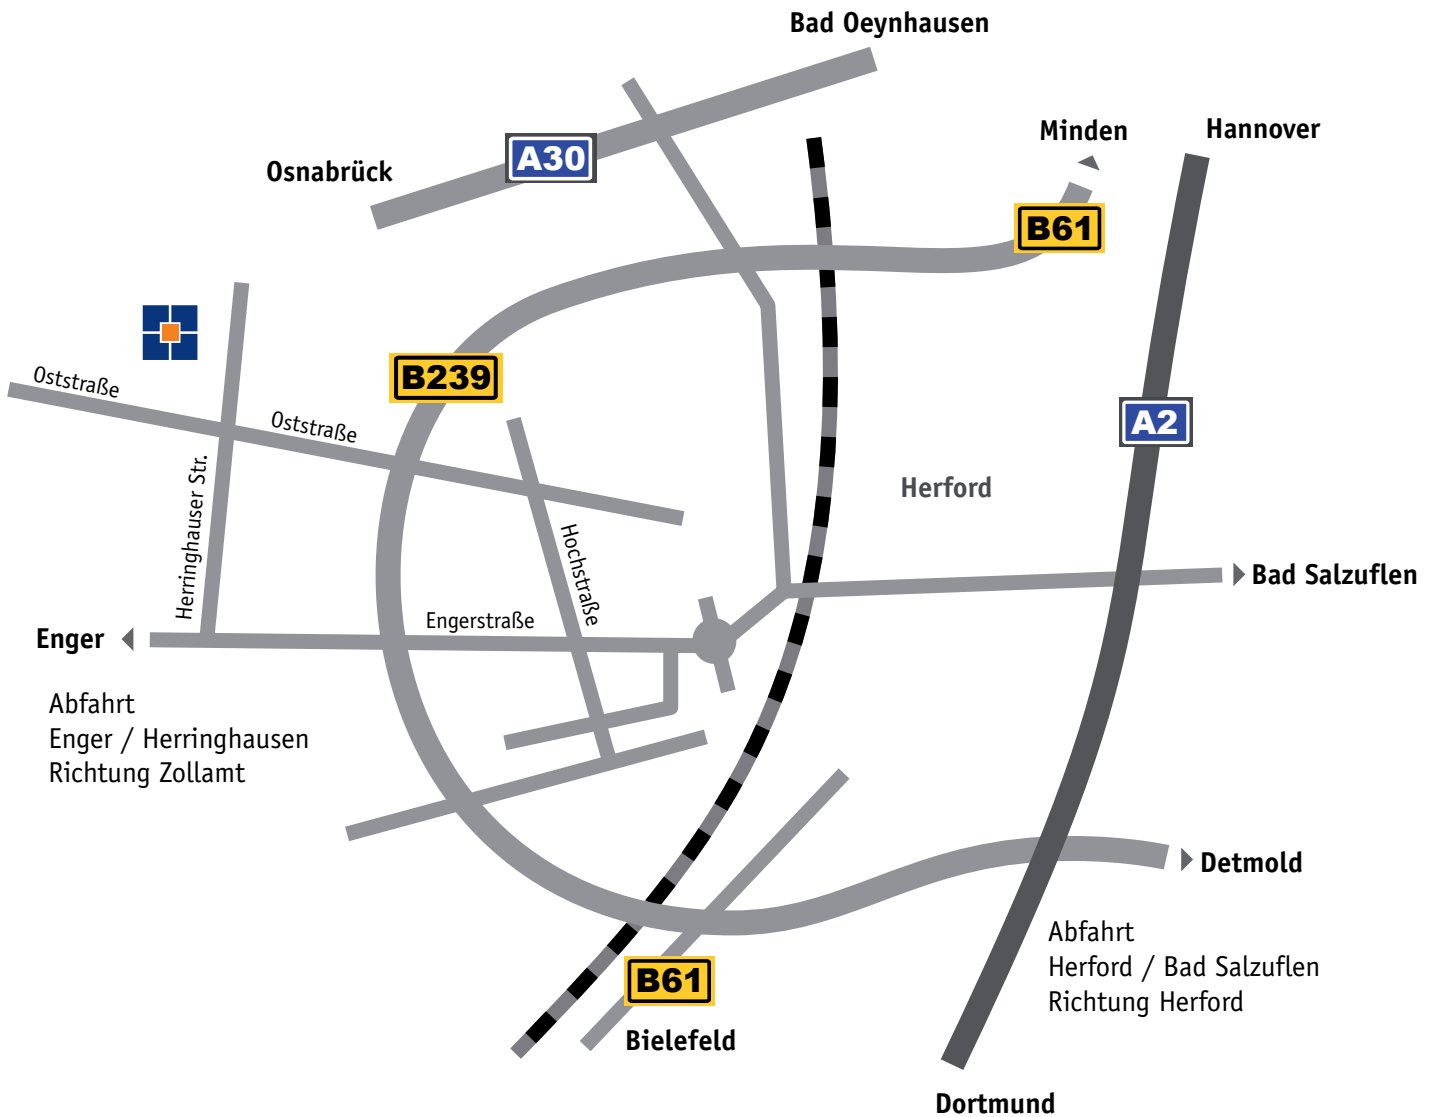 Bad Oeynhausen
Minden
Hannover
A30
Osnabrück
B61
B239
Oststraße
Oststraße
A2
Herford
Herringhauser Str.
Hochstraße
Bad Salzuflen
Engerstraße
Enger
Abfahrt
Enger / Herringhausen
Richtung Zollamt
Detmold
Abfahrt
Herford / Bad Salzuflen
Richtung Herford
B61
Bielefeld
Dortmund